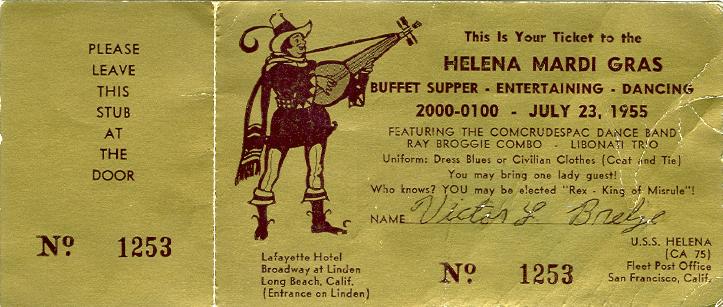 PLEASE
LEAVE
THIS
STUB
AT
THE
DOOR
Nº 1253
Lafayette Hotel
Broadway at Linden
Long Beach, Calif.
(Entrance on Linden)
This Is Your Ticket to the
HELENA MARDI GRAS
BUFFET SUPPER - ENTERTAINING - DANCING
2000-0100 - JULY 23, 1955
FEATURING THE COMCRUDESPAC DANCE BAND
RAY BROGGIE COMBO - LIBONATI TRIO
Uniform: Dress Blues or Civilian Clothes (Coat and Tie)
You may bring one lady guest!
Who knows? YOU may be elected "Rex - King of Misrule"!
NAME Victor L
Nº 1253
U.S.S. HELENA
(CA 75)
Fleet Post Office
San Francisco, Calif.